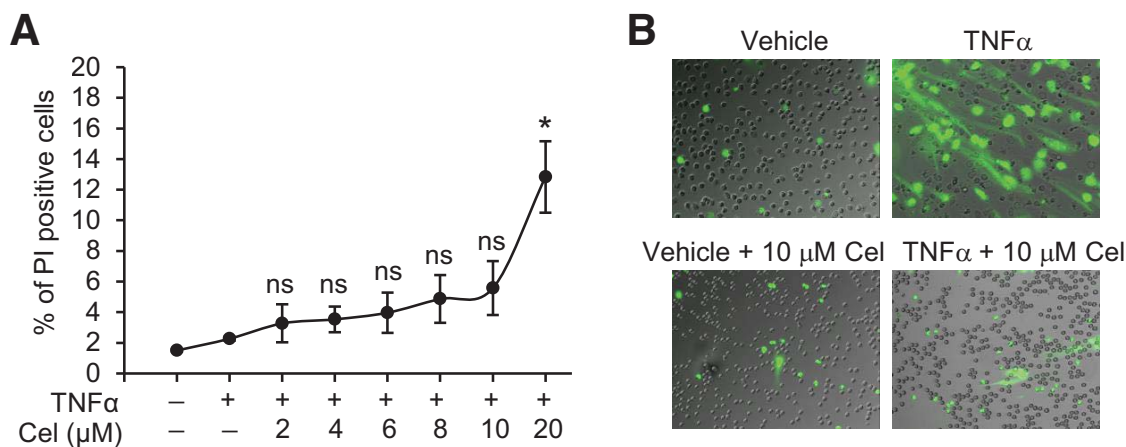 A
% of PI positive cells
20
18
16
14
12
10
8
6
4
2
0
ns ns ns ns ns *
TNFα – + + + + + + +
Cel (µM) – – 2 4 6 8 10 20
B
Vehicle TNFα
Vehicle + 10 µM Cel TNFα + 10 µM Cel